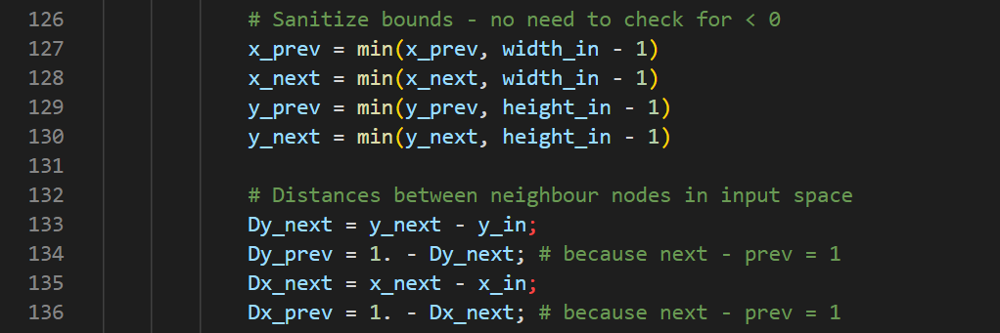 126 # Sanitize bounds - no need to check for < 0
127 x_prev = min(x_prev, width_in - 1)
128 x_next = min(x_next, width_in - 1)
129 y_prev = min(y_prev, height_in - 1)
130 y_next = min(y_next, height_in - 1)
131
132 # Distances between neighbour nodes in input space
133 Dy_next = y_next - y_in;
134 Dy_prev = 1. - Dy_next; # because next - prev = 1
135 Dx_next = x_next - x_in;
136 Dx_prev = 1. - Dx_next; # because next - prev = 1